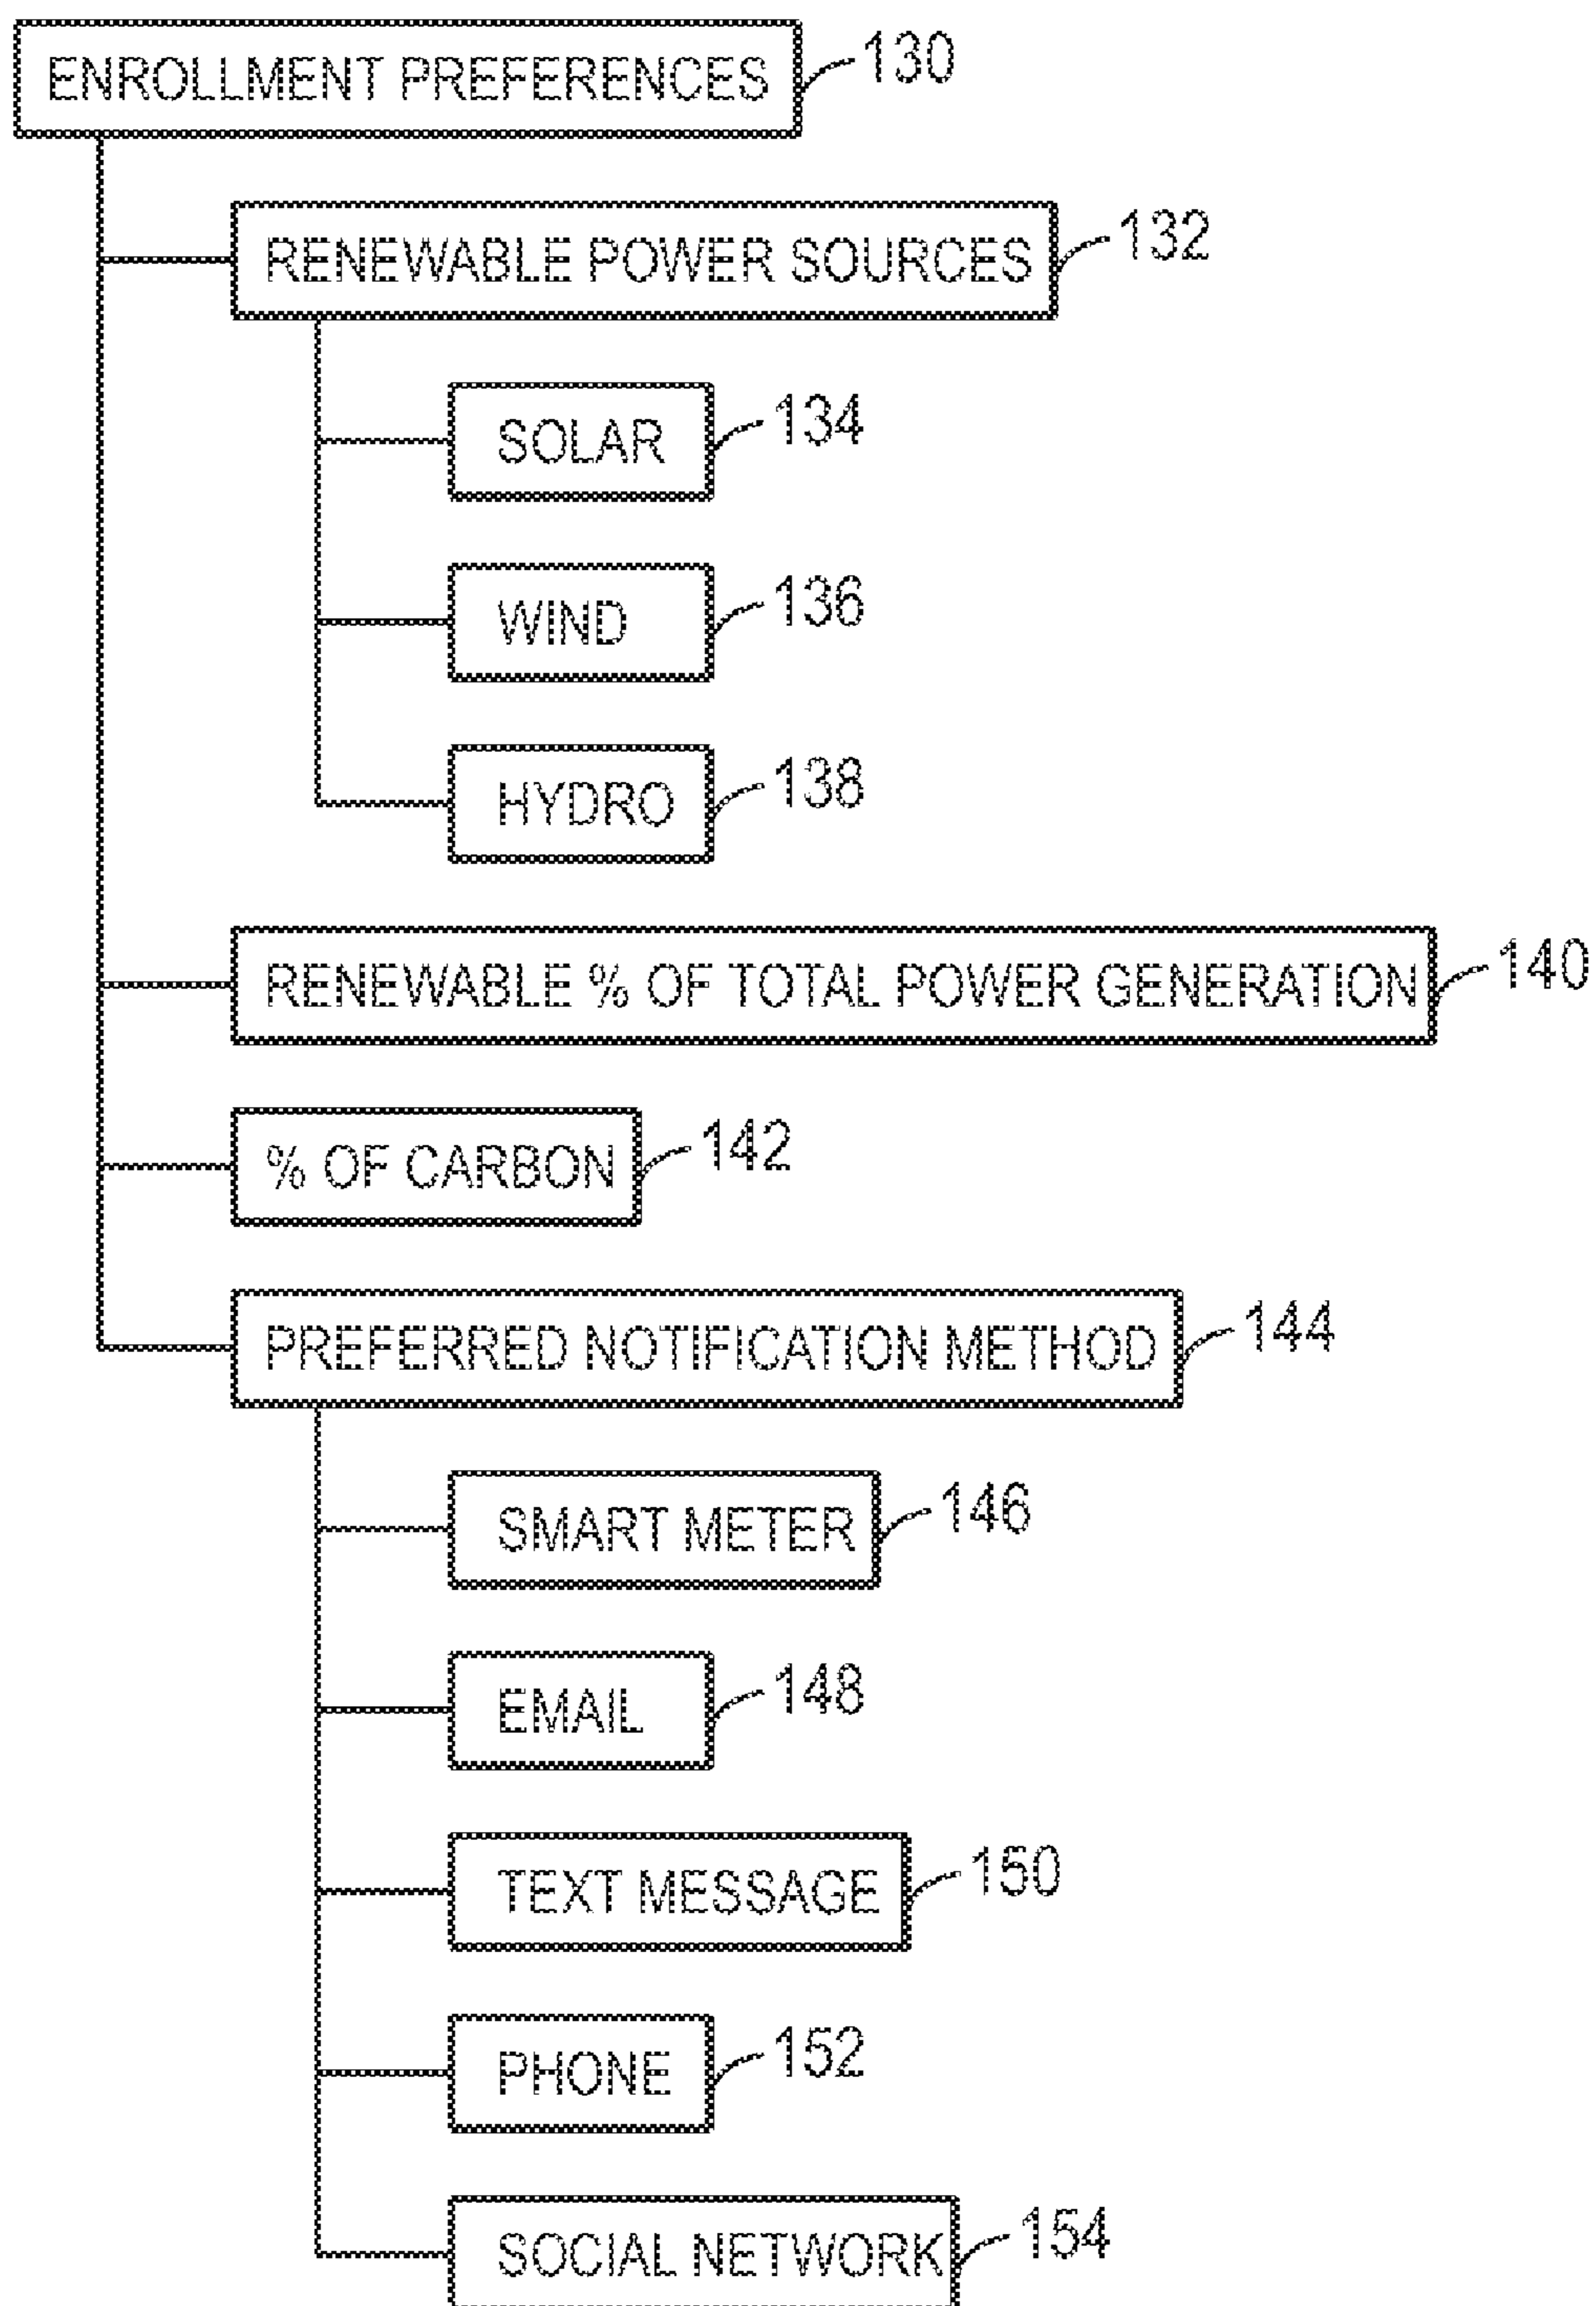 ENROLLMENT PREFERENCES 130
RENEWABLE POWER SOURCES 132
SOLAR 134
WIND 136
HYDRO 138
RENEWABLE % OF TOTAL POWER GENERATION 140
% OF CARBON 142
PREFERRED NOTIFICATION METHOD 144
SMART METER 146
EMAIL 148
TEXT MESSAGE 150
PHONE 152
SOCIAL NETWORK 154